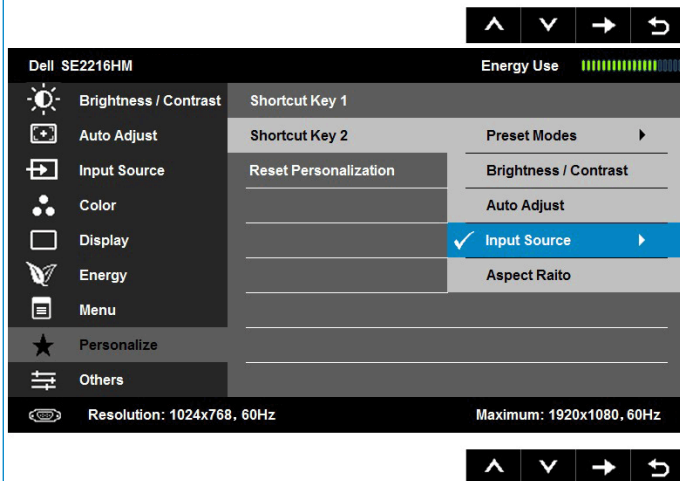 Dell SE2216HM Energy Use
Brightness / Contrast Shortcut Key 1
Auto Adjust Shortcut Key 2 Preset Modes
Input Source Reset Personalization Brightness / Contrast
Color Auto Adjust
Display Input Source
Energy Aspect Raito
Menu
Personalize
Others
Resolution: 1024x768, 60Hz Maximum: 1920x1080, 60Hz